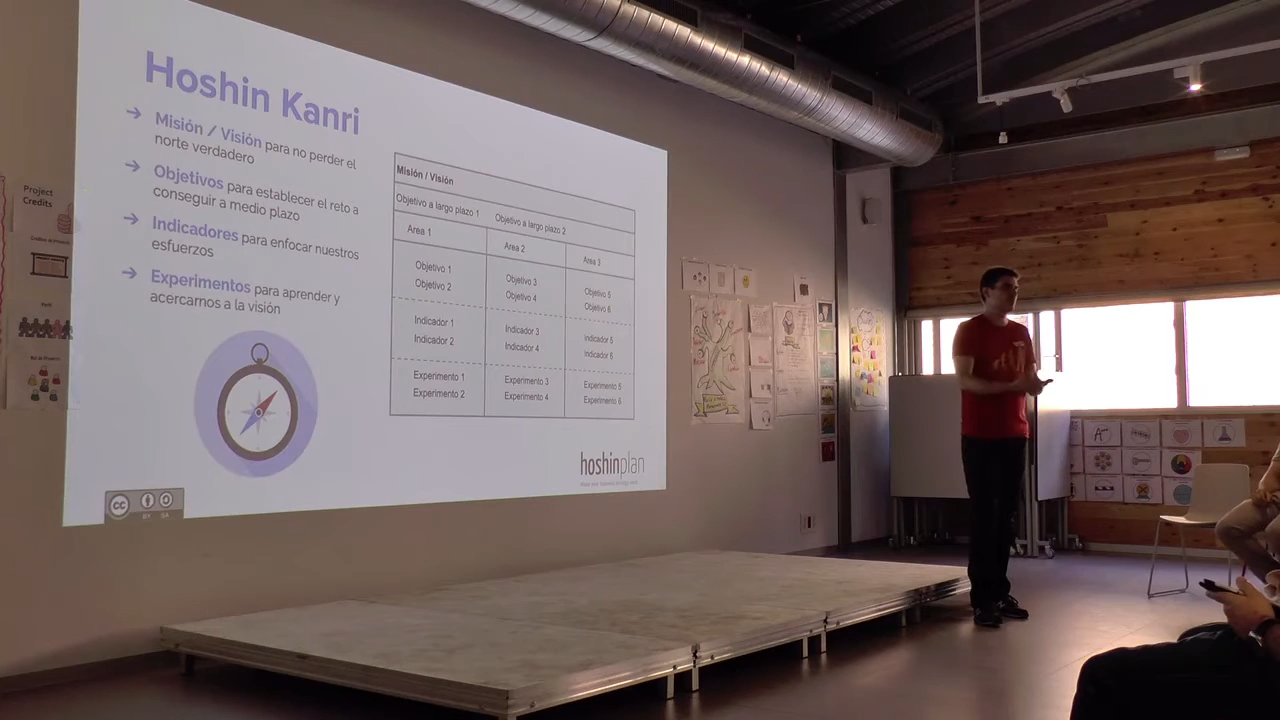 Hoshin Kanri
→ Misión / Visión para no perder el
norte verdadero
→ Objetivos para establecer el reto a
conseguir a medio plazo
→ Indicadores para enfocar nuestros
esfuerzos
→ Experimentos para aprender y
acercarnos a la visión
Misión / Visión
Objetivo a largo plazo 1 Objetivo a largo plazo 2
Area 1 Area 2 Area 3
Objetivo 1 Objetivo 3 Objetivo 5
Objetivo 2 Objetivo 4 Objetivo 6
Indicador 1 Indicador 3 Indicador 5
Indicador 2 Indicador 4 Indicador 6
Experimento 1 Experimento 3 Experimento 5
Experimento 2 Experimento 4 Experimento 6
hoshinplan
cc
BY SA
Project
Credits